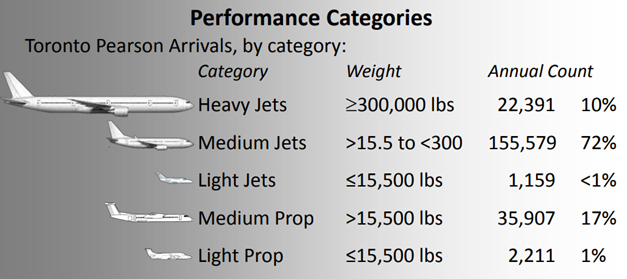 Performance Categories
Toronto Pearson Arrivals, by category:
Category Weight Annual Count
Heavy Jets ≥300,000 lbs 22,391 10%
Medium Jets >15.5 to <300 155,579 72%
Light Jets ≤15,500 lbs 1,159 <1%
Medium Prop >15,500 lbs 35,907 17%
Light Prop ≤15,500 lbs 2,211 1%